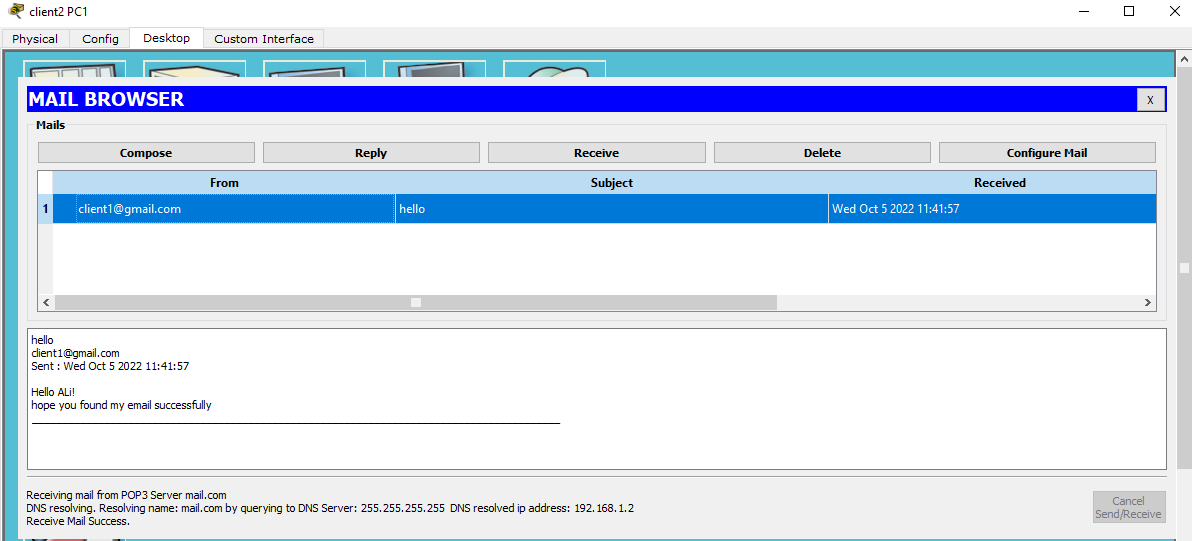 client2 PC1
Physical Config Desktop Custom Interface
MAIL BROWSER X
Mails
Compose Reply Receive Delete Configure Mail
From Subject Received
1 client1@gmail.com hello Wed Oct 5 2022 11:41:57
hello
client1@gmail.com
Sent : Wed Oct 5 2022 11:41:57
Hello ALi!
hope you found my email successfully
Receiving mail from POP3 Server mail.com
DNS resolving. Resolving name: mail.com by querying to DNS Server: 255.255.255.255 DNS resolved ip address: 192.168.1.2
Receive Mail Success.
Cancel
Send/Receive